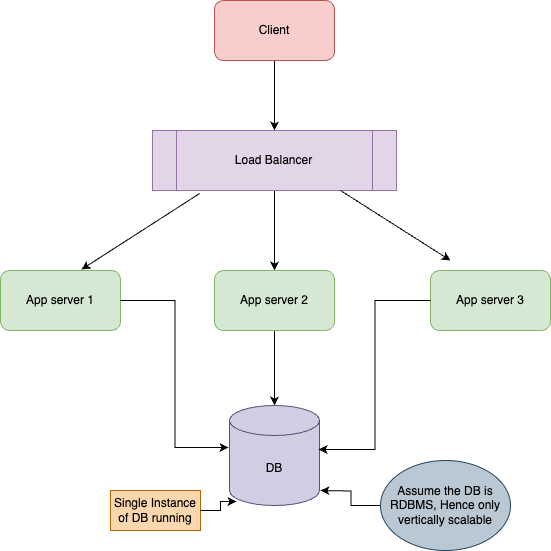 Client
Load Balancer
App server 1
App server 2
App server 3
DB
Single Instance
of DB running
Assume the DB is
RDBMS, Hence only
vertically scalable